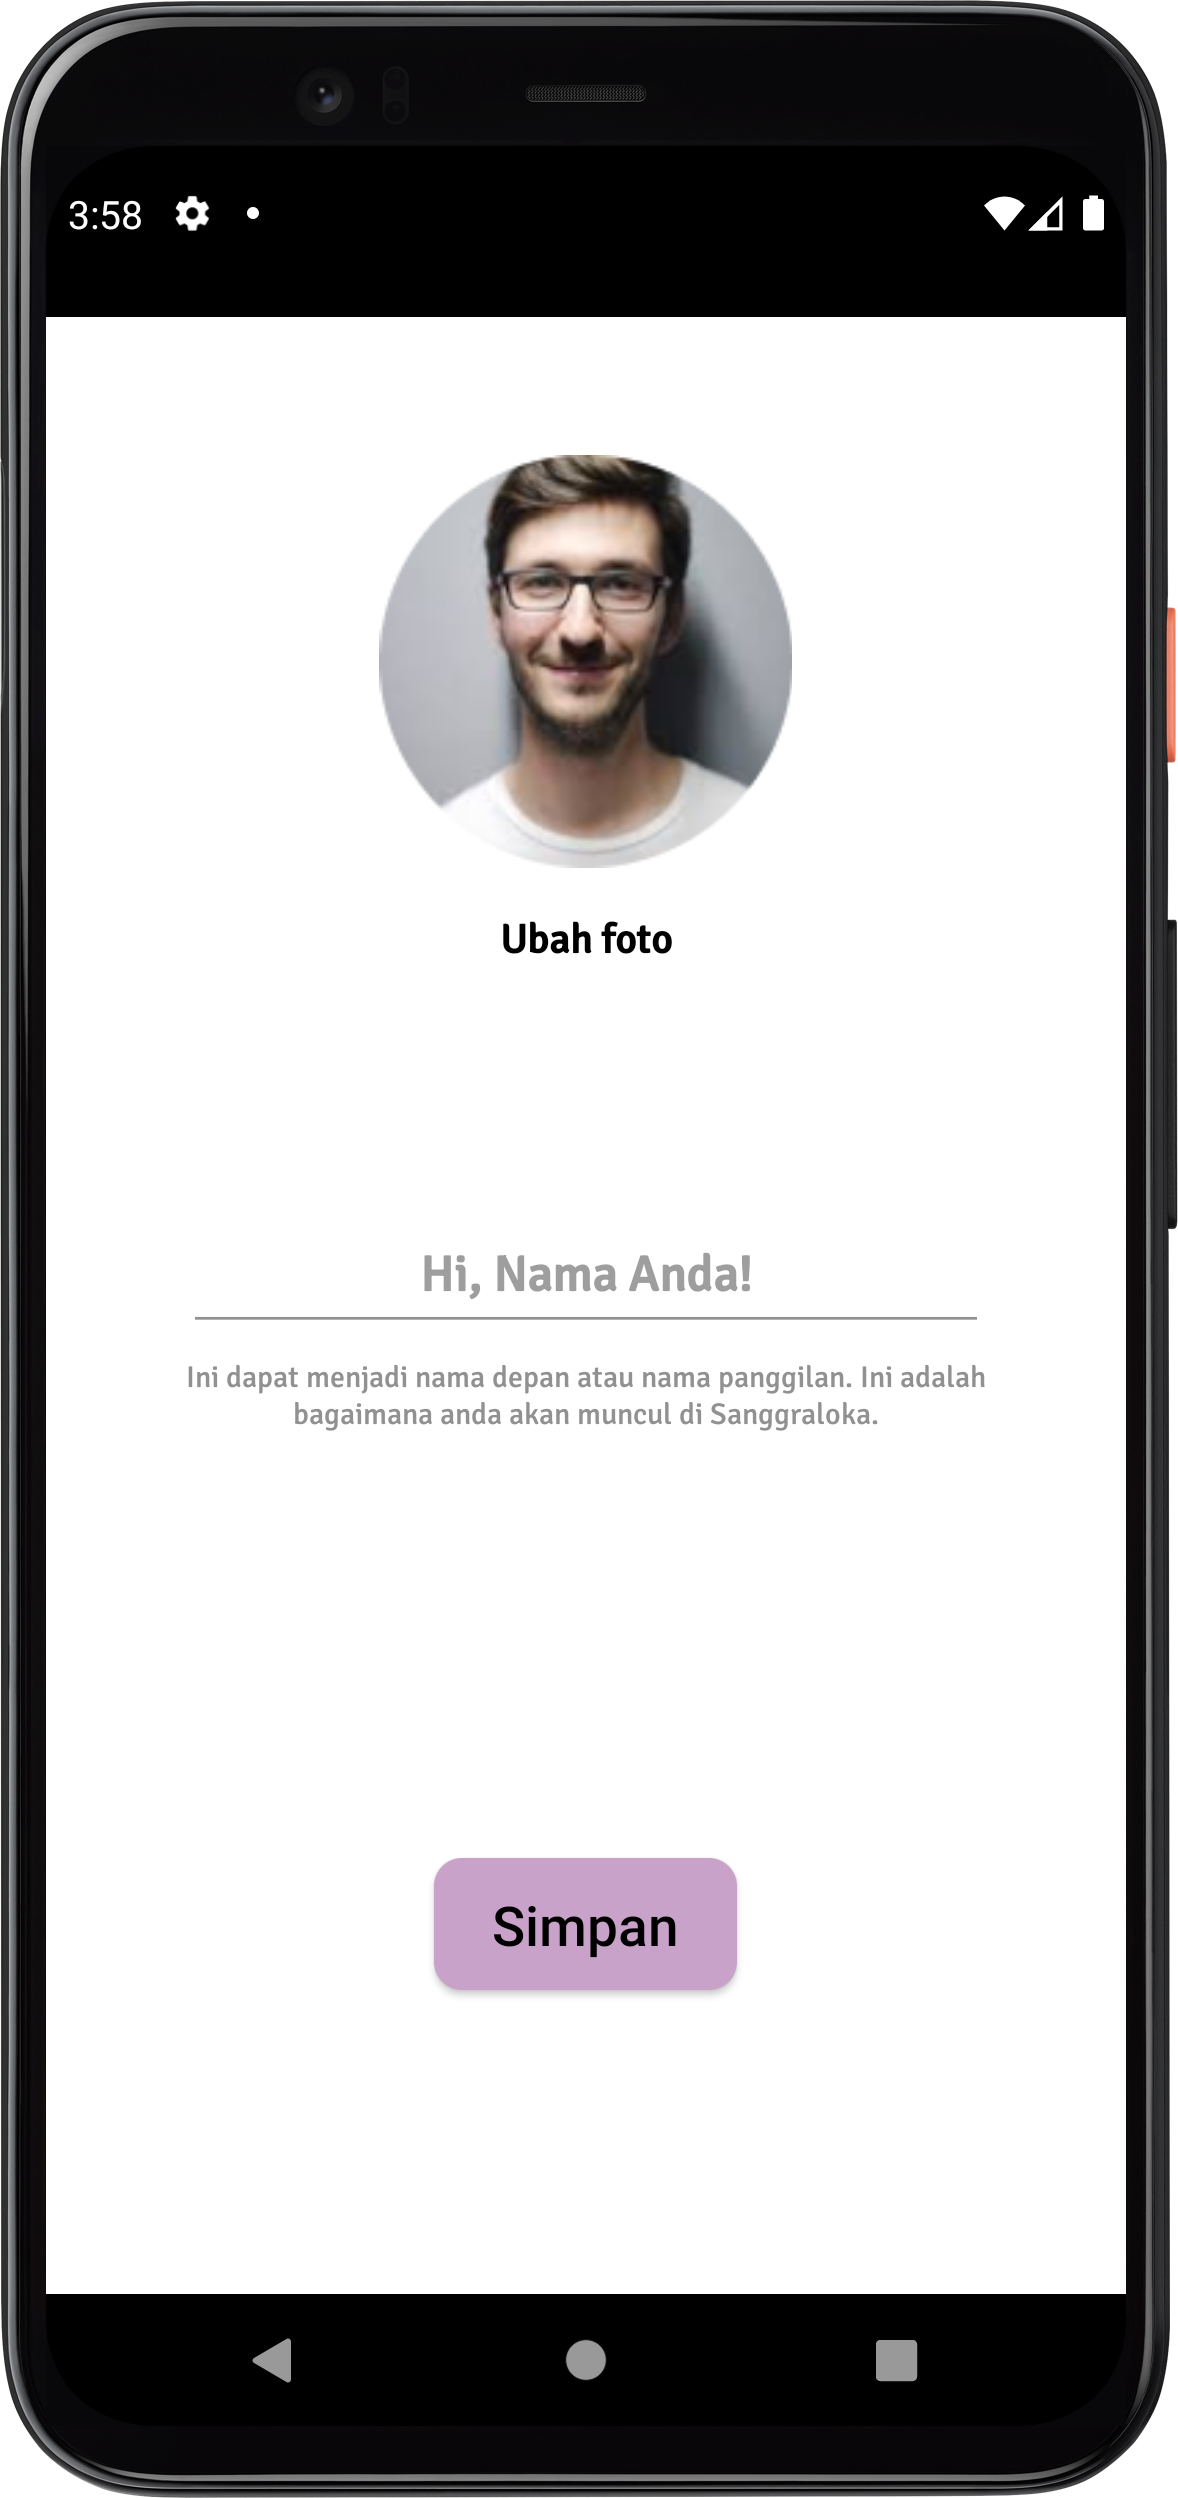 3:58
Ubah foto
Hi, Nama Anda!
Ini dapat menjadi nama depan atau nama panggilan. Ini adalah
bagaimana anda akan muncul di Sanggraloka.
Simpan